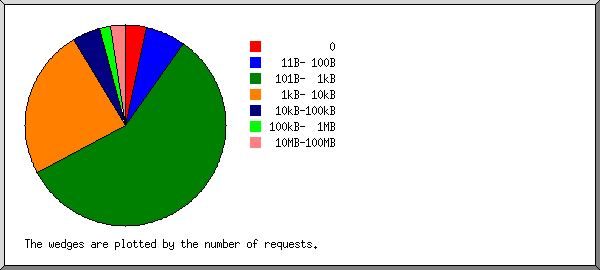 0
11B- 100B
101B- 1kB
1kB- 10kB
10kB-100kB
100kB- 1MB
10MB-100MB
The wedges are plotted by the number of requests.